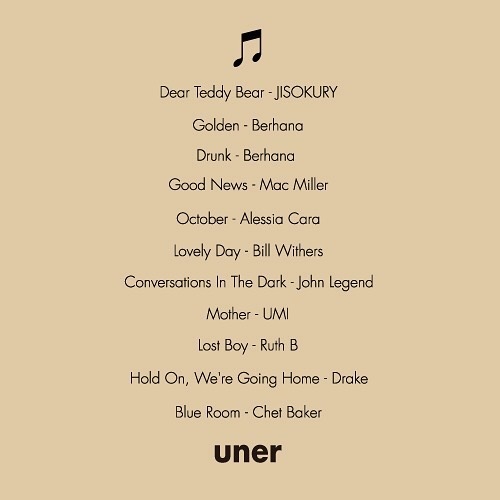 Dear Teddy Bear - JISOKURY
Golden - Berhana
Drunk - Berhana
Good News - Mac Miller
October - Alessia Cara
Lovely Day - Bill Withers
Conversations In The Dark - John Legend
Mother - UMI
Lost Boy - Ruth B
Hold On, We're Going Home - Drake
Blue Room - Chet Baker
uner